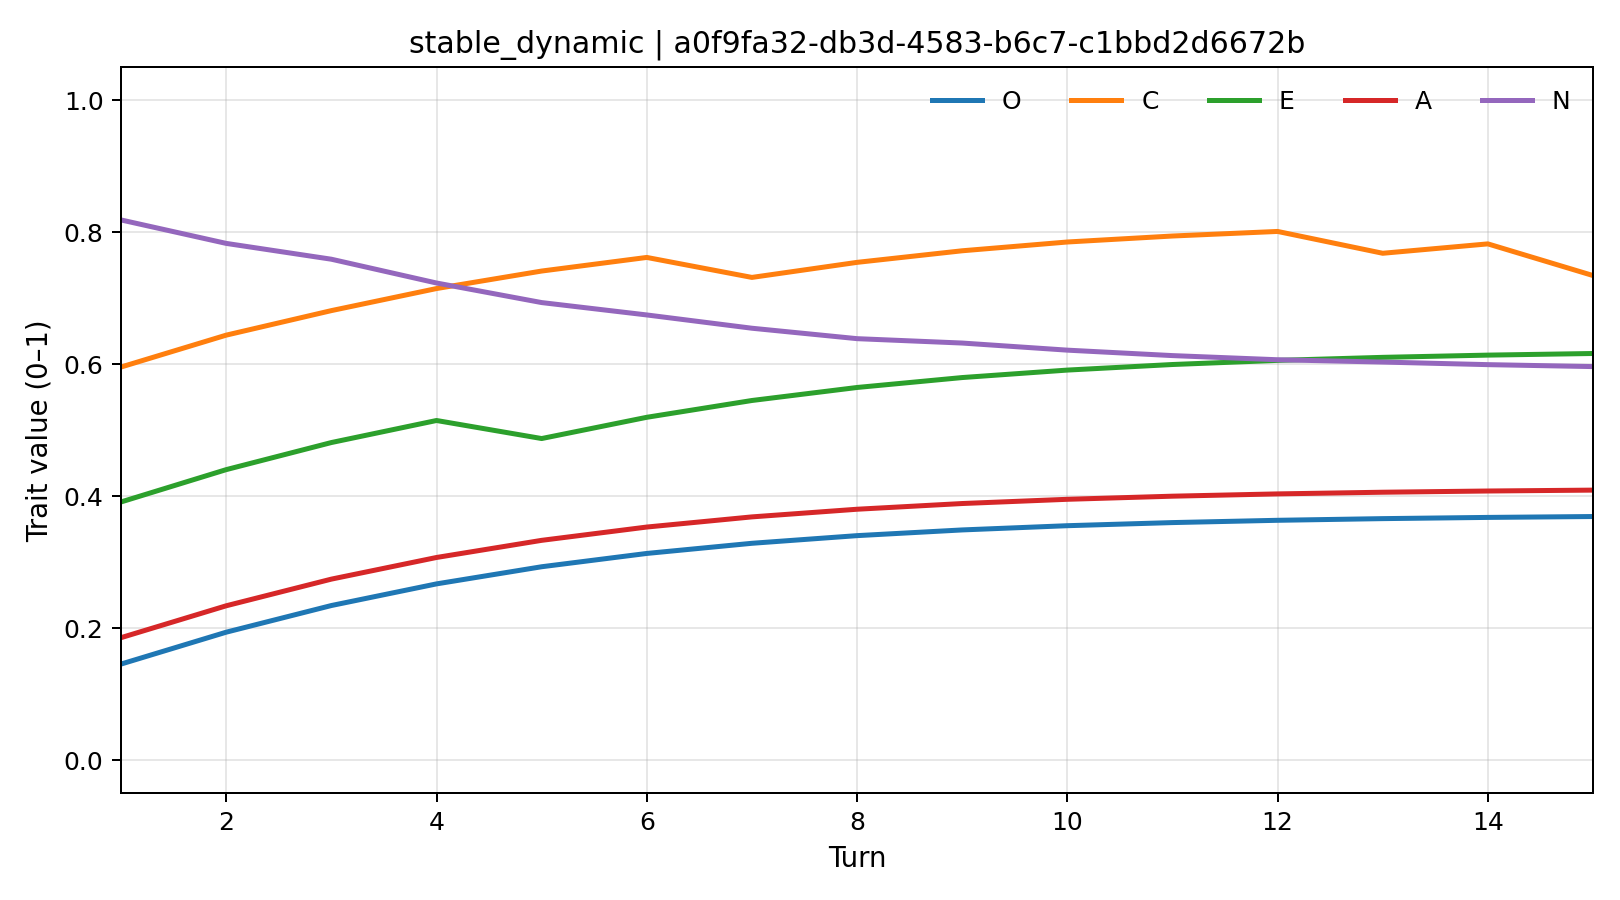 stable_dynamic | a0f9fa32-db3d-4583-b6c7-c1bbd2d6672b
O C E A N
1.0
0.8
0.6
0.4
0.2
0.0
Trait value (0–1)
2 4 6 8 10 12 14
Turn